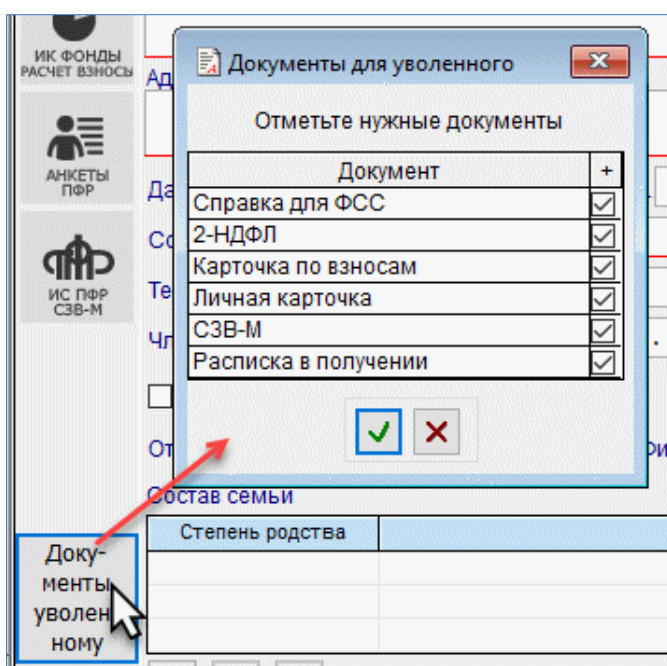 ИК ФОНДЫ
РАСЧЕТ ВЗНОСЫ
АНКЕТЫ
ПФР
ИС ПФР
СЗВ-М
Доку-
менты
уволен
ному
Документы для уволенного
Отметьте нужные документы
Документ +
Справка для ФСС
2-НДФЛ
Карточка по взносам
Личная карточка
СЗВ-М
Расписка в получении
Состав семьи
Степень родства